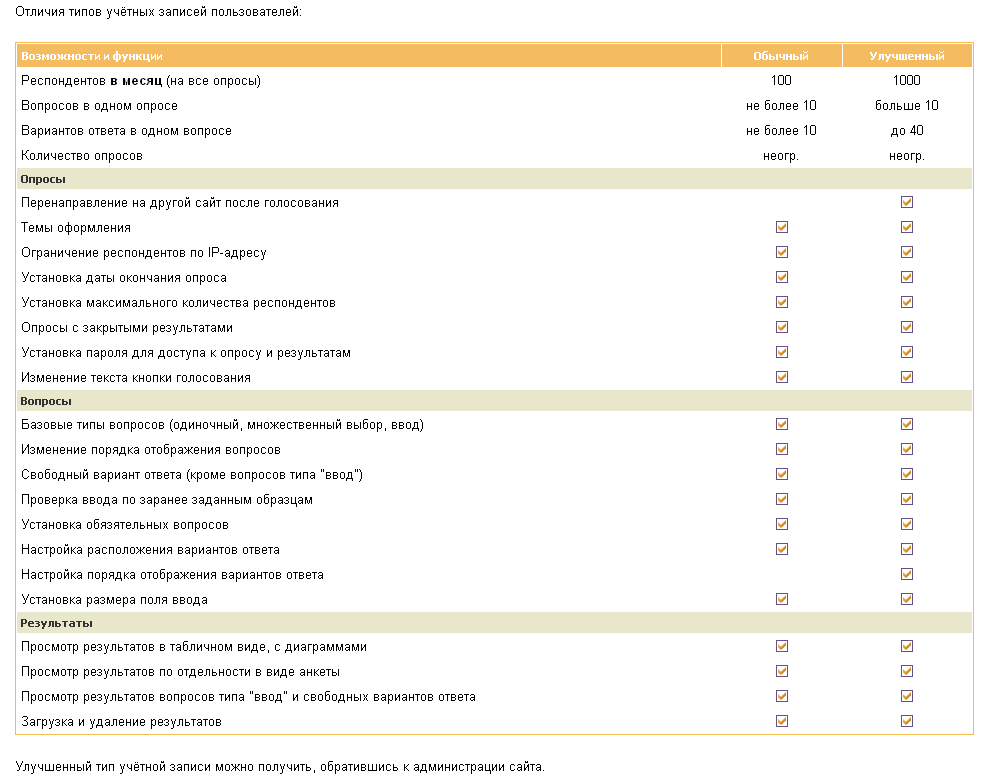 Отличия типов учётных записей пользователей:
Возможности и функции Обычный Улучшенный
Респондентов в месяц (на все опросы) 100 1000
Вопросов в одном опросе не более 10 больше 10
Вариантов ответа в одном вопросе не более 10 до 40
Количество опросов неогр. неогр.
Опросы
Перенаправление на другой сайт после голосования
Темы оформления
Ограничение респондентов по IP-адресу
Установка даты окончания опроса
Установка максимального количества респондентов
Опросы с закрытыми результатами
Установка пароля для доступа к опросу и результатам
Изменение текста кнопки голосования
Вопросы
Базовые типы вопросов (одиночный, множественный выбор, ввод)
Изменение порядка отображения вопросов
Свободный вариант ответа (кроме вопросов типа "ввод")
Проверка ввода по заранее заданным образцам
Установка обязятельных вопросов
Настройка расположения вариантов ответа
Настройка порядка отображения вариантов ответа
Установка размера поля ввода
Результаты
Просмотр результатов в табличном виде, с диаграммами
Просмотр результатов по отдельности в виде анкеты
Просмотр результатов вопросов типа "ввод" и свободных вариантов ответа
Загрузка и удаление результатов
Улучшенный тип учётной записи можно получить, обратившись к администрации сайта.